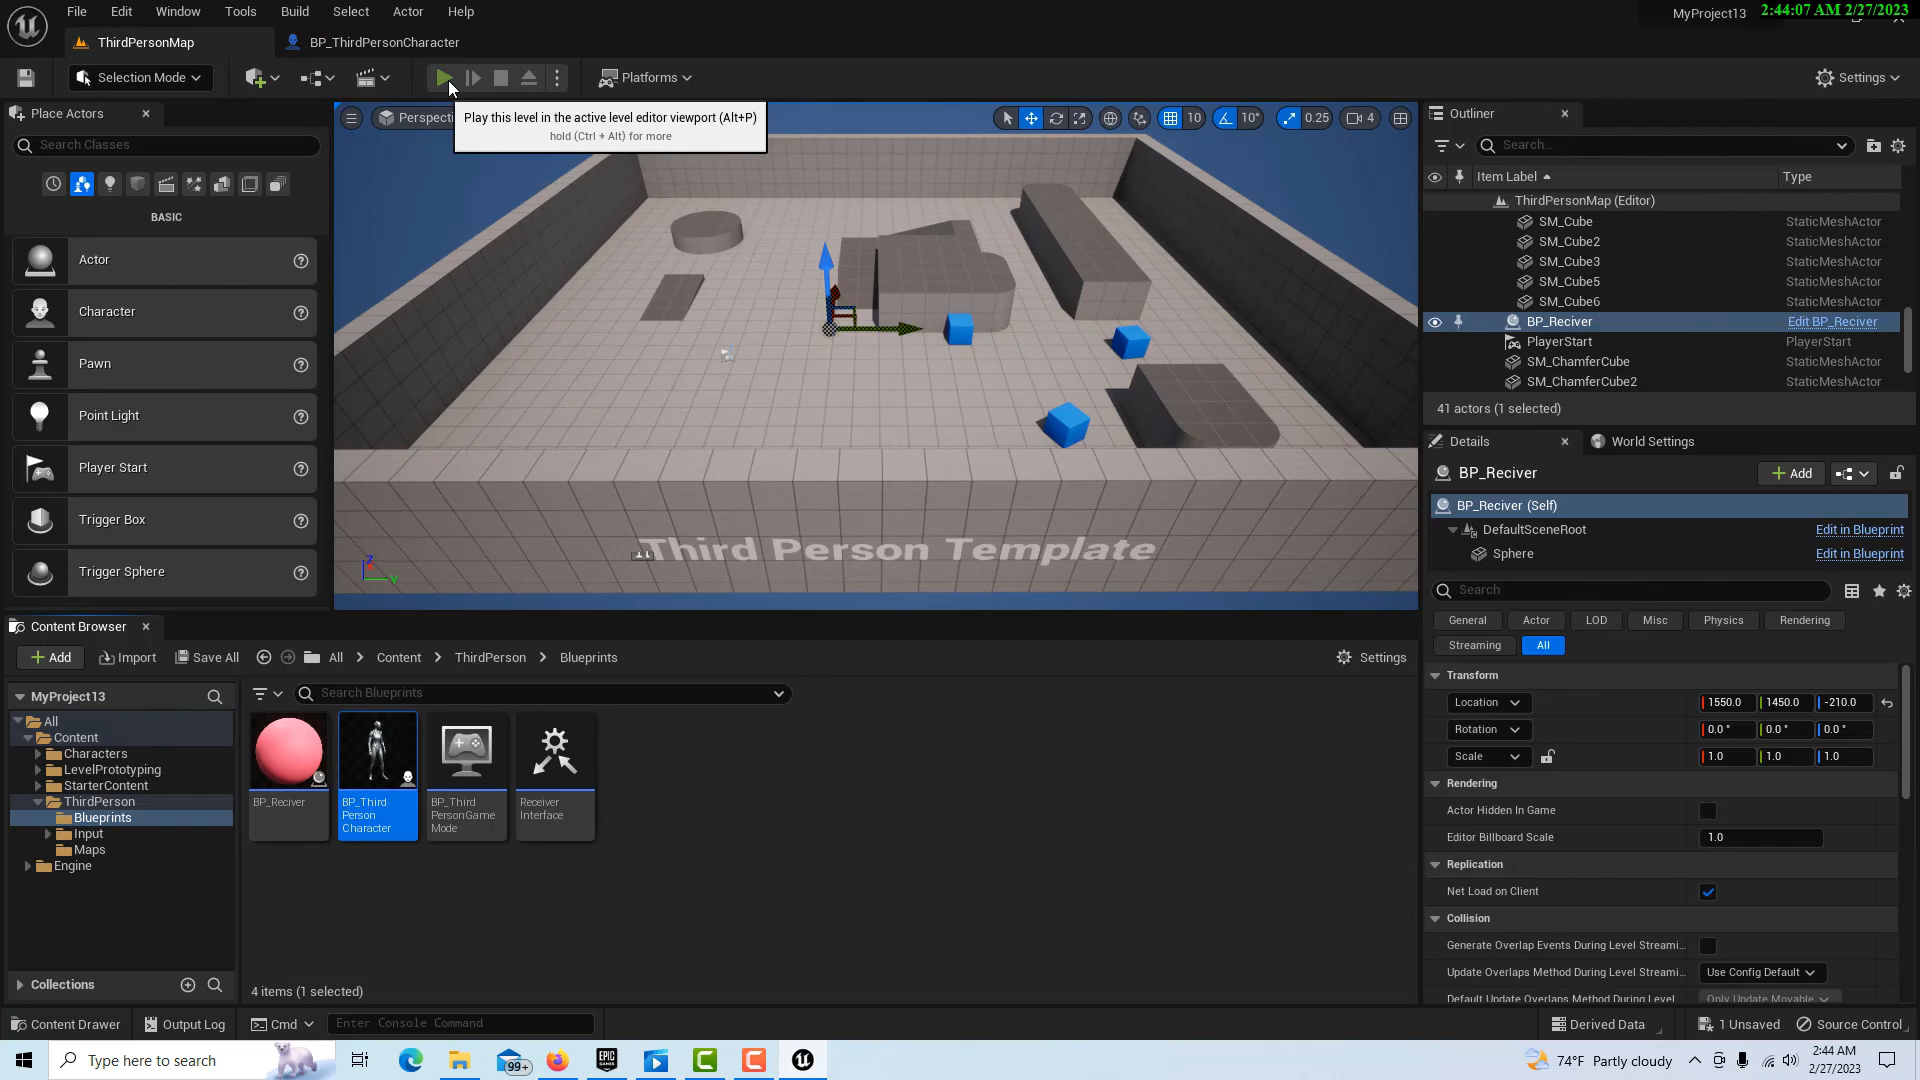 File Edit Window Tools Build Select Actor Help
MyProject13
2:44:07 AM 2/27/2023
ThirdPersonMap
BP_ThirdPersonCharacter
Selection Mode
Platforms
Settings
Place Actors
Search Classes
BASIC
Actor
Character
Pawn
Point Light
Player Start
Trigger Box
Trigger Sphere
Perspecti
Play this level in the active level editor viewport (Alt+P)
hold (Ctrl + Alt) for more
10
10°
0.25
4
Third Person Template
Outliner
Search...
Item Label Type
ThirdPersonMap (Editor)
SM_Cube StaticMeshActor
SM_Cube2 StaticMeshActor
SM_Cube3 StaticMeshActor
SM_Cube5 StaticMeshActor
SM_Cube6 StaticMeshActor
BP_Reciver Edit BP_Reciver
PlayerStart PlayerStart
SM_ChamferCube StaticMeshActor
SM_ChamferCube2 StaticMeshActor
41 actors (1 selected)
Details
World Settings
BP_Reciver
Add
BP_Reciver (Self)
DefaultSceneRoot Edit in Blueprint
Sphere Edit in Blueprint
Search
General Actor LOD Misc Physics Rendering
Streaming All
Transform
Location 1550.0 1450.0 -210.0
Rotation 0.0° 0.0° 0.0°
Scale 1.0 1.0 1.0
Rendering
Actor Hidden In Game
Editor Billboard Scale 1.0
Replication
Net Load on Client
Collision
Generate Overlap Events During Level Streami...
Update Overlaps Method During Level Streami... Use Config Default
Default Update Overlaps Method During Level Only Update Movable
Content Browser
Add Import Save All All Content ThirdPerson Blueprints Settings
MyProject13
Search Blueprints
All
Content
Characters
LevelPrototyping
StarterContent
ThirdPerson
Blueprints
Input
Maps
Engine
BP_Reciver
BP_Third
Person
Character
BP_Third
PersonGame
Mode
Receiver
Interface
Collections
4 items (1 selected)
Content Drawer Output Log Cmd Enter Console Command Derived Data 1 Unsaved Source Control
Type here to search
99+
EPIC
GAMES
74°F Partly cloudy
2:44 AM
2/27/2023